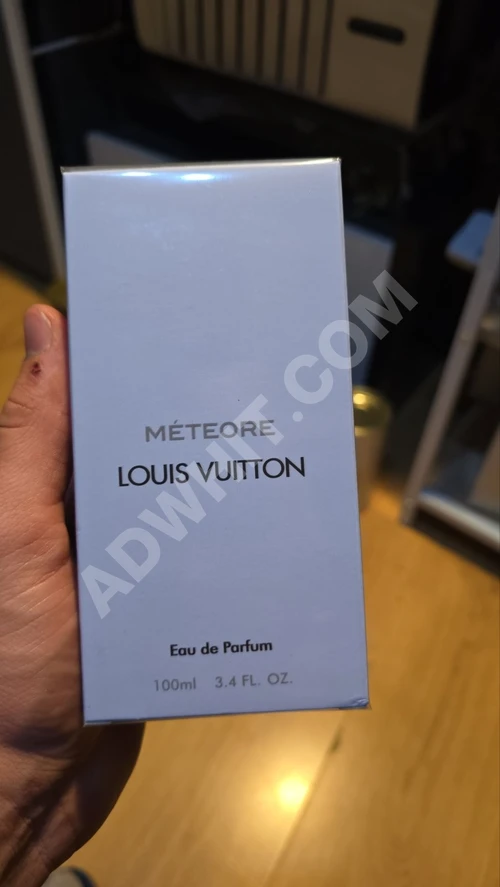 MÉTEORE
LOUIS VUITTON
Eau de Parfum
100ml 3.4 FL. OZ.
ADWHIT.COM